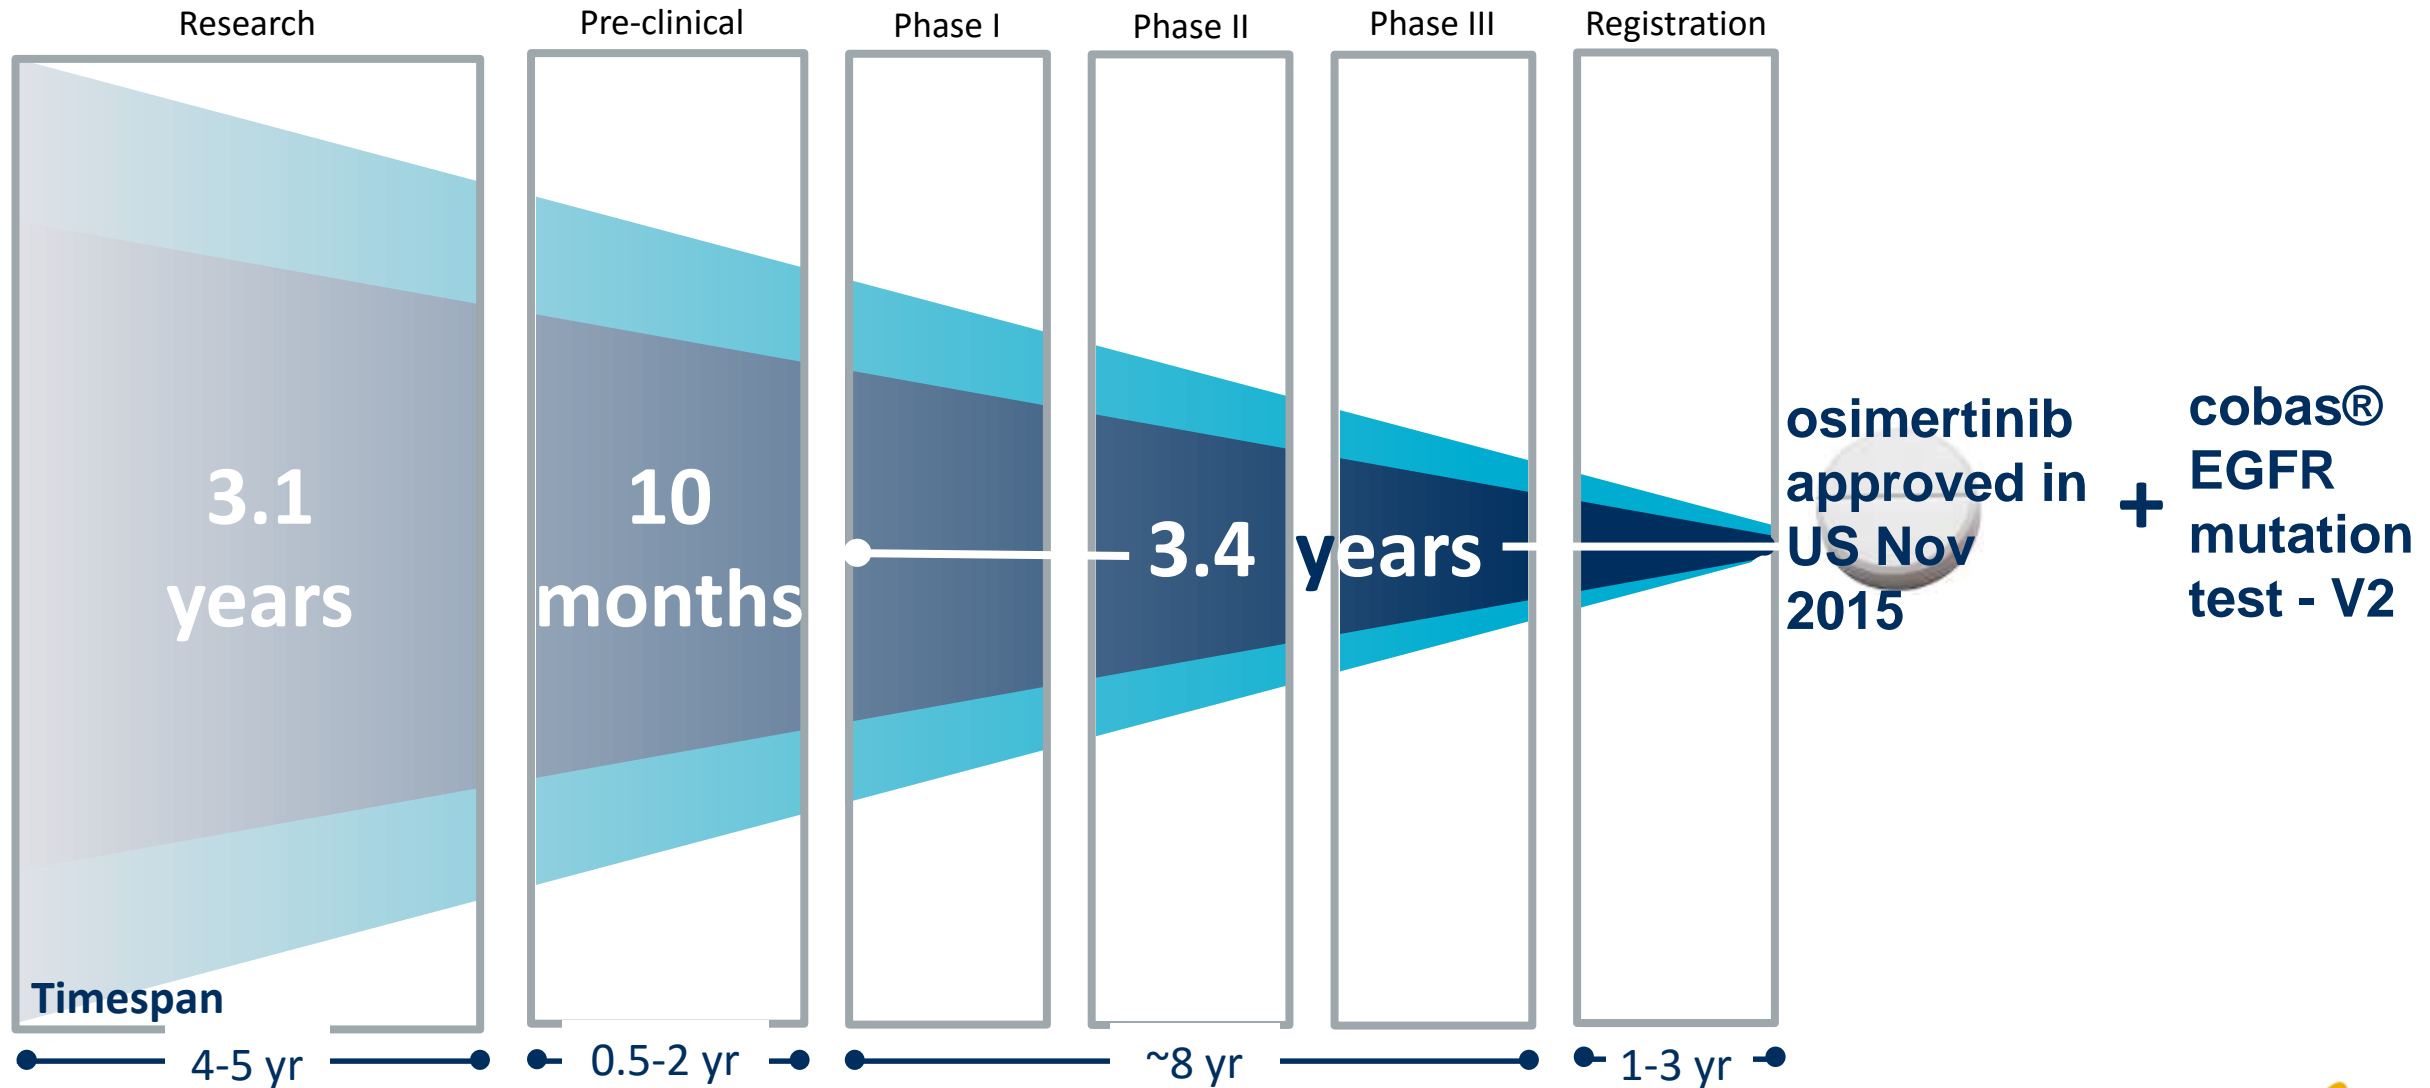 Research
Pre-clinical
Phase I
Phase II
Phase III
Registration
3.1
years
10
months
3.4 years
osimertinib
approved in
US Nov
2015
+
cobas®
EGFR
mutation
test - V2
Timespan
4-5 yr
0.5-2 yr
~8 yr
1-3 yr